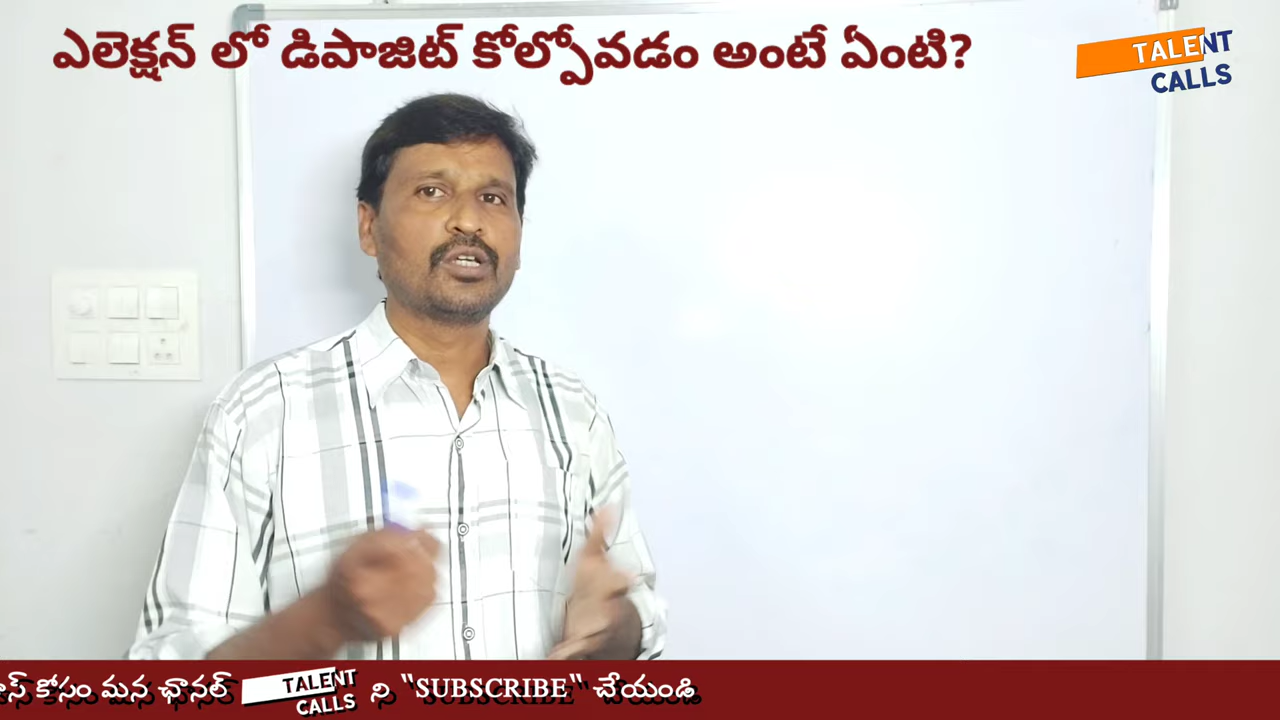 ఎలెక్షన్ లో డిపాజిట్ కోల్పోవడం అంటే ఏంటి?
TALENT
CALLS
కోసం మన ఛానల్ TALENT CALLS ని "SUBSCRIBE" చేయండి